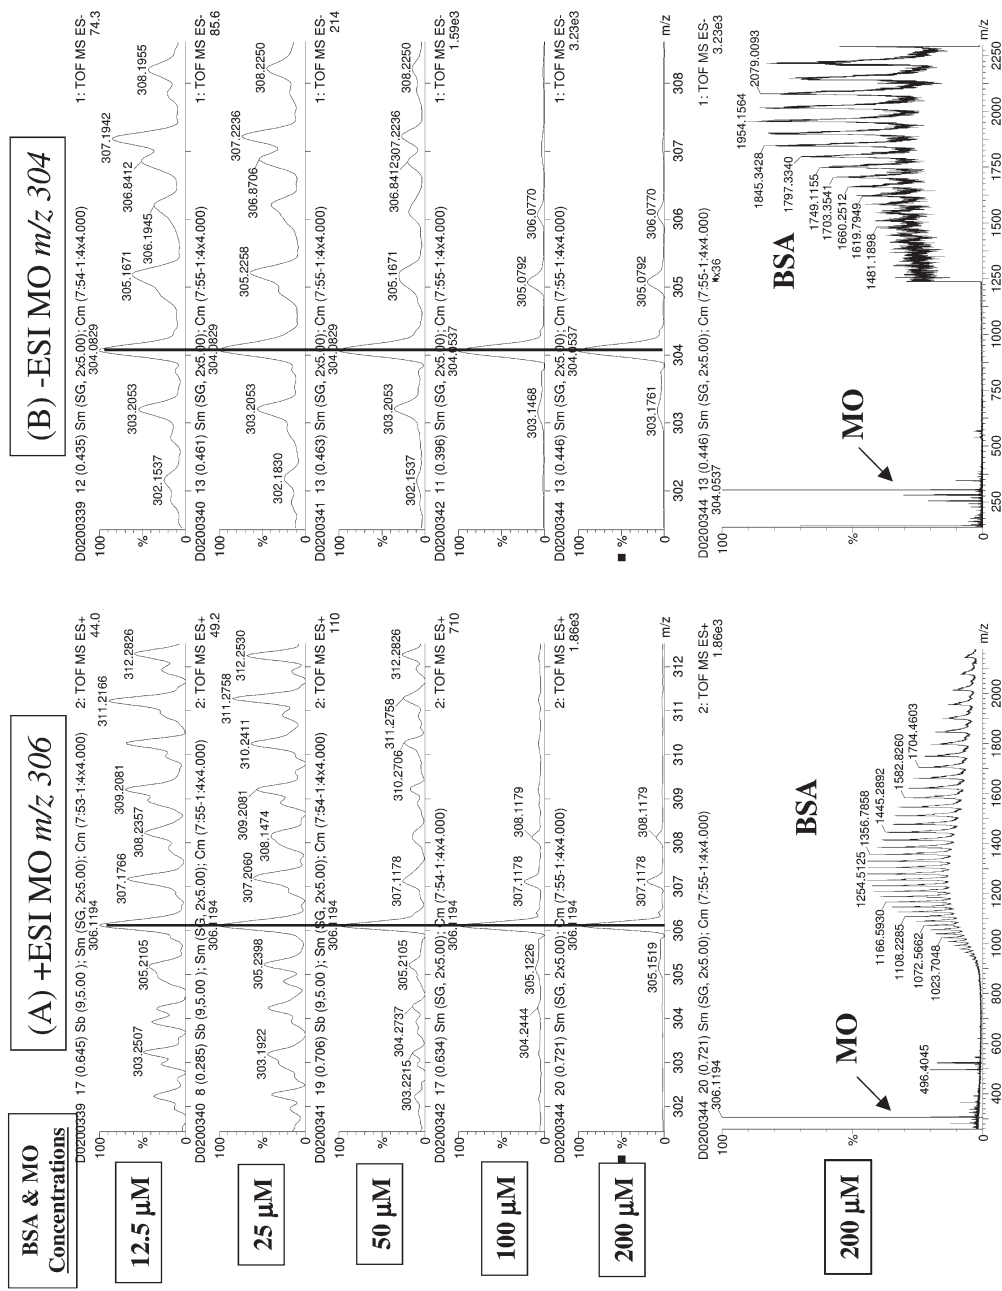 BSA & MO
Concentrations
(A) +ESI MO m/z 306
12.5 µM
D0200339 17 (0.645) Sb (9,5.00 ); Sm (SG, 2x5.00); Cm (7:53-1:4x4.000)
2: TOF MS ES+
44.0
100
%
0
303.2507
305.2105
306.1194
307.1766
308.2357
309.2081
311.2166
312.2826
25 µM
D0200340 8 (0.285) Sb (9,5.00 ); Sm (SG, 2x5.00); Cm (7:55-1:4x4.000)
2: TOF MS ES+
49.2
100
%
0
303.1922
305.2398
306.1194
307.2060
308.1474
309.2081
310.2411
311.2758
312.2530
50 µM
D0200341 19 (0.706) Sb (9,5.00 ); Sm (SG, 2x5.00); Cm (7:54-1:4x4.000)
2: TOF MS ES+
110
100
%
0
303.2215
304.2737
305.2105
306.1194
307.1178
310.2706
311.2758
312.2826
100 µM
D0200342 17 (0.634) Sm (SG, 2x5.00); Cm (7:54-1:4x4.000)
2: TOF MS ES+
710
100
%
0
304.2444
305.1226
306.1194
307.1178
308.1179
200 µM
D0200344 20 (0.721) Sm (SG, 2x5.00); Cm (7:55-1:4x4.000)
2: TOF MS ES+
1.86e3
100
%
0
305.1519
306.1194
307.1178
308.1179
302 303 304 305 306 307 308 309 310 311 312
m/z
200 µM
D0200344 20 (0.721) Sm (SG, 2x5.00); Cm (7:55-1:4x4.000)
2: TOF MS ES+
1.86e3
100
%
0
306.1194
MO
496.4045
BSA
1023.7048
1072.5662
1108.2285
1166.5930
1254.5125
1356.7858
1445.2892
1582.8260
1704.4603
400 600 800 1000 1200 1400 1600 1800 2000
m/z
(B) -ESI MO m/z 304
D0200339 12 (0.435) Sm (SG, 2x5.00); Cm (7:54-1:4x4.000)
1: TOF MS ES-
74.3
100
%
0
302.1537
303.2053
304.0829
305.1671
306.1945
306.8412
307.1942
308.1955
D0200340 13 (0.461) Sm (SG, 2x5.00); Cm (7:55-1:4x4.000)
1: TOF MS ES-
85.6
100
%
0
302.1830
303.2053
304.0829
305.2258
306.8706
307.2236
308.2250
D0200341 13 (0.463) Sm (SG, 2x5.00); Cm (7:55-1:4x4.000)
1: TOF MS ES-
214
100
%
0
302.1537
303.2053
304.0829
305.1671
306.8412
307.2236
308.2250
D0200342 11 (0.396) Sm (SG, 2x5.00); Cm (7:55-1:4x4.000)
1: TOF MS ES-
1.59e3
100
%
0
303.1468
304.0537
305.0792
306.0770
D0200344 13 (0.446) Sm (SG, 2x5.00); Cm (7:55-1:4x4.000)
1: TOF MS ES-
3.23e3
100
%
0
303.1761
304.0537
305.0792
306.0770
302 303 304 305 306 307 308
m/z
D0200344 13 (0.446) Sm (SG, 2x5.00); Cm (7:55-1:4x4.000)
1: TOF MS ES-
3.23e3
100
%
0
304.0537
x36
MO
BSA
1481.1898
1619.7949
1660.2512
1703.3541
1749.1155
1797.3340
1845.3428
1954.1564
2079.0093
250 500 750 1000 1250 1500 1750 2000 2250
m/z